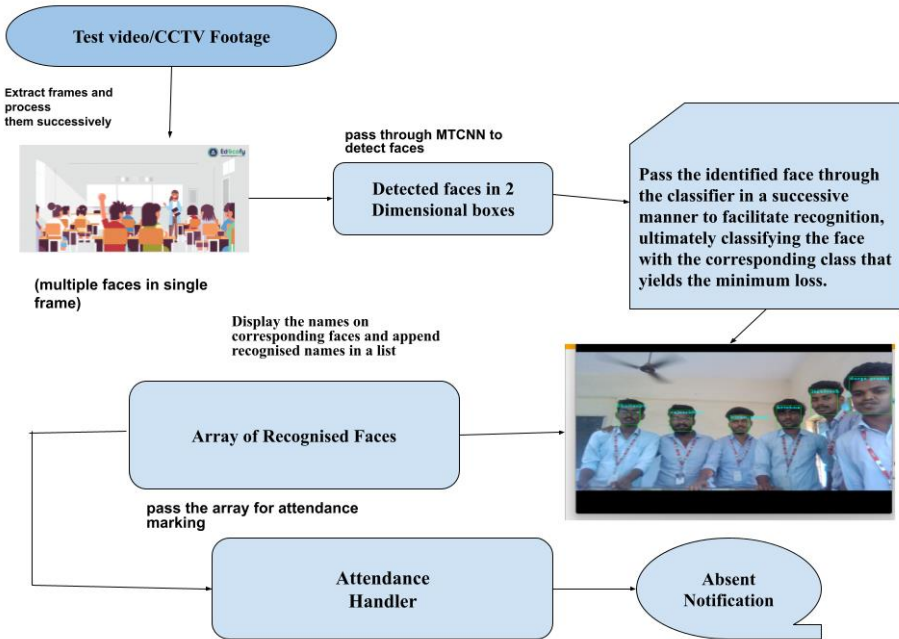 Test video/CCTV Footage
Extract frames and
process
them successively
(multiple faces in single
frame)
pass through MTCNN to
detect faces
Detected faces in 2
Dimensional boxes
Pass the identified face through
the classifier in a successive
manner to facilitate recognition,
ultimately classifying the face
with the corresponding class that
yields the minimum loss.
Display the names on
corresponding faces and append
recognised names in a list
Array of Recognised Faces
pass the array for attendance
marking
Attendance
Handler
Absent
Notification